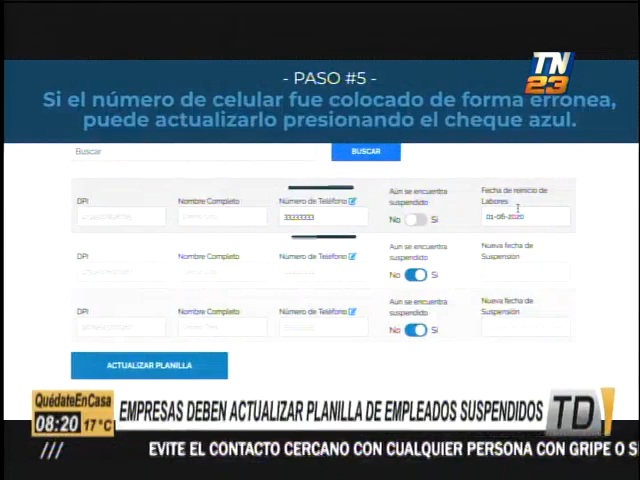 - PASO #5 -
TN
23
Si el número de celular fue colocado de forma errónea,
puede actualizarlo presionando el cheque azul.
Buscar
BUSCAR
DPI
Nombre Completo
Número de Teléfono
Aún se encuentra
suspendido
Fecha de reinicio de
Labores
33333333
No
Si
01-06-2020
DPI
Nombre Completo
Número de Teléfono
Aun se encuentra
suspendido
Nueva fecha de
Suspensión
No
Si
DPI
Nombre Completo
Número de Teléfono
Aun se encuentra
suspendido
Nueva fecha de
Suspensión
No
Si
ACTUALIZAR PLANILLA
QuédateEnCasa
08:20 17°C
EMPRESAS DEBEN ACTUALIZAR PLANILLA DE EMPLEADOS SUSPENDIDOS
TD!
/// EVITE EL CONTACTO CERCANO CON CUALQUIER PERSONA CON GRIPE O S